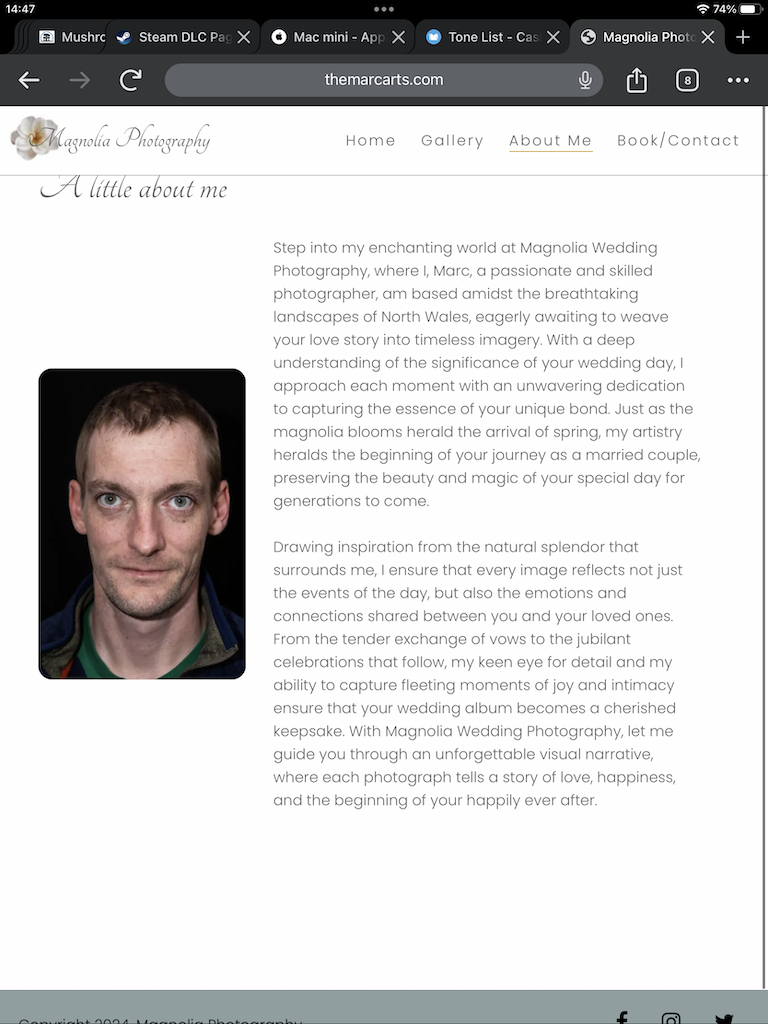 14:47
74%
Mushro
Steam DLC Pag
Mac mini - App
Tone List - Cas
Magnolia Photo
themarcarts.com
8
Magnolia Photography
Home
Gallery
About Me
Book/Contact
A little about me
Step into my enchanting world at Magnolia Wedding
Photography, where I, Marc, a passionate and skilled
photographer, am based amidst the breathtaking
landscapes of North Wales, eagerly awaiting to weave
your love story into timeless imagery. With a deep
understanding of the significance of your wedding day, I
approach each moment with an unwavering dedication
to capturing the essence of your unique bond. Just as the
magnolia blooms herald the arrival of spring, my artistry
heralds the beginning of your journey as a married couple,
preserving the beauty and magic of your special day for
generations to come.
Drawing inspiration from the natural splendor that
surrounds me, I ensure that every image reflects not just
the events of the day, but also the emotions and
connections shared between you and your loved ones.
From the tender exchange of vows to the jubilant
celebrations that follow, my keen eye for detail and my
ability to capture fleeting moments of joy and intimacy
ensure that your wedding album becomes a cherished
keepsake. With Magnolia Wedding Photography, let me
guide you through an unforgettable visual narrative,
where each photograph tells a story of love, happiness,
and the beginning of your happily ever after.
Copyright 2024 Magnolia Photography